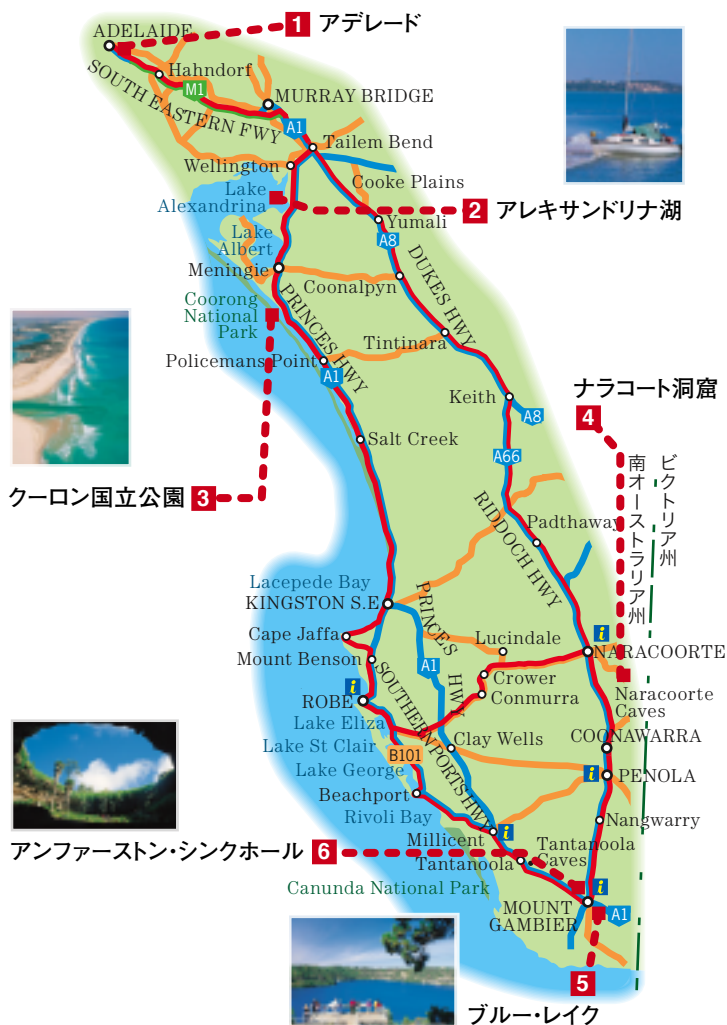 1 アデレード
ADELAIDE
Hahndorf
M1
SOUTH EASTERN FWY
MURRAY BRIDGE
A1
Tailem Bend
Wellington
Cooke Plains
Lake
Alexandrina
2 アレキサンドリナ湖
Yumali
A8
Lake
Albert
Meningie
Coonalpyn
DUKES HWY
Coorong
National
Park
PRINCES HWY
Tintinara
Policemans Point
A1
ナラコート洞窟
4
Keith
A8
Salt Creek
A66
クーロン国立公園 3
南オーストラリア州
ビクトリア州
Padthaway
RIDDOCH HWY
Lacepede Bay
KINGSTON S.E
PRINCES HWY
i
Cape Jaffa
Lucindale
NARACOORTE
Mount Benson
A1
Crower
Conmurra
Naracoorte
Caves
i
ROBE
SOUTHERN PORTS HWY
Lake Eliza
Clay Wells
COONAWARRA
Lake St Clair
B101
Lake George
i
PENOLA
Beachport
Rivoli Bay
Nangwarry
i
Millicent
Tantanoola
Caves
アンファーストン・シンクホール 6
Tantanoola
Canunda National Park
i
MOUNT
GAMBIER
A1
5
ブルー・レイク